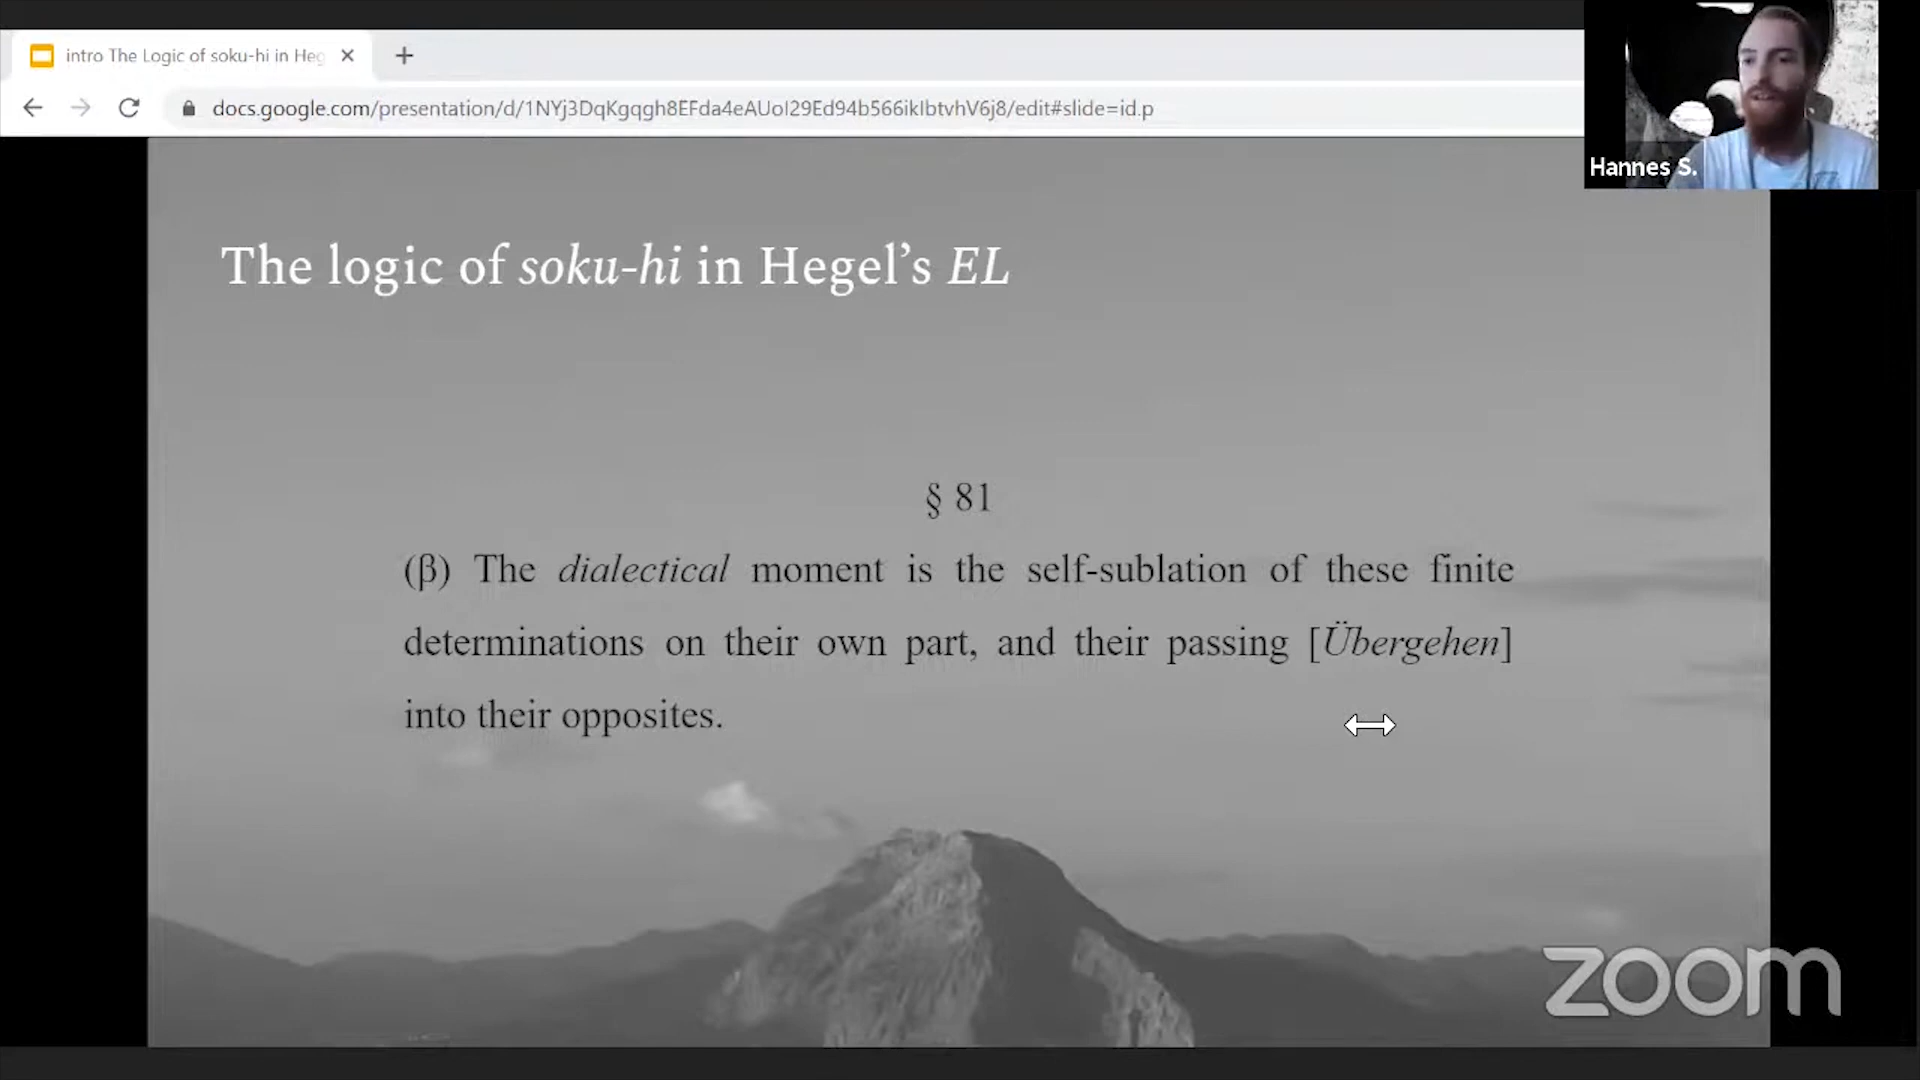 intro The Logic of soku-hi in Heg
docs.google.com/presentation/d/1NYj3DqKgqgh8EFda4eAUoI29Ed94b566ikIbtvhV6j8/edit#slide=id.p
Hannes S.
The logic of soku-hi in Hegel’s EL
§ 81
(β) The dialectical moment is the self-sublation of these finite
determinations on their own part, and their passing [Übergehen]
into their opposites.
zoom